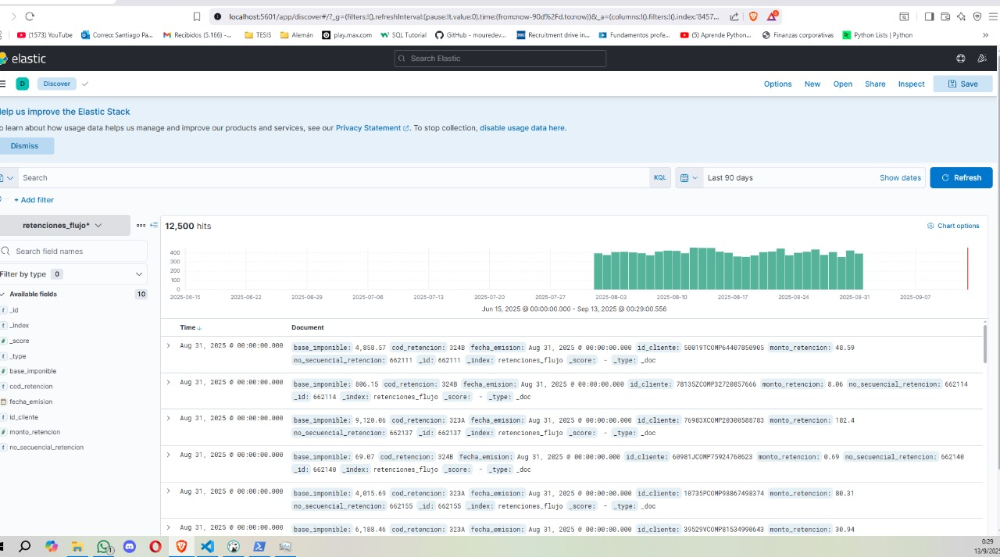 localhost:5601/app/discover#/?_g=(filters:!(),refreshInterval:(pause:!t,value:0),time:(from:now-90d%2Fd,to:now))&_a=(columns:!(),filters:!(),index:'8457...
(1573) YouTube Correo: Santiago Pa... Recibidos (5.166) -... TESIS Alemán play.max.com SQL Tutorial GitHub - mouredev... Recruitment drive in... Fundamentos profe... (5) Aprende Python... Finanzas corporativas Python Lists | Python »
elastic Search Elastic
D Discover Options New Open Share Inspect Save
elp us improve the Elastic Stack
o learn about how usage data helps us manage and improve our products and services, see our Privacy Statement. To stop collection, disable usage data here.
Dismiss
Search KQL Last 90 days Show dates Refresh
+ Add filter
retenciones_flujo* 12,500 hits Chart options
Search field names
Filter by type 0
Available fields 10
_id
_index
_score
_type
base_imponible
cod_retencion
fecha_emision
id_cliente
monto_retencion
no_secuencial_retencion
400
300
200
100
0
2025-06-15 2025-06-22 2025-06-29 2025-07-06 2025-07-13 2025-07-20 2025-07-27 2025-08-03 2025-08-10 2025-08-17 2025-08-24 2025-08-31 2025-09-07
Jun 15, 2025 @ 00:00:00.000 - Sep 13, 2025 @ 00:29:00.556
Time Document
Aug 31, 2025 @ 00:00:00.000 base_imponible: 4,858.57 cod_retencion: 324B fecha_emision: Aug 31, 2025 @ 00:00:00.000 id_cliente: 50019TCOMP64407850905 monto_retencion: 48.59
no_secuencial_retencion: 662111 _id: 662111 _index: retenciones_flujo _score: - _type: _doc
Aug 31, 2025 @ 00:00:00.000 base_imponible: 806.15 cod_retencion: 324B fecha_emision: Aug 31, 2025 @ 00:00:00.000 id_cliente: 78135ZCOMP32720857666 monto_retencion: 8.06 no_secuencial_retencion: 662114
_id: 662114 _index: retenciones_flujo _score: - _type: _doc
Aug 31, 2025 @ 00:00:00.000 base_imponible: 9,120.06 cod_retencion: 323A fecha_emision: Aug 31, 2025 @ 00:00:00.000 id_cliente: 76983XCOMP20300588783 monto_retencion: 182.4
no_secuencial_retencion: 662137 _id: 662137 _index: retenciones_flujo _score: - _type: _doc
Aug 31, 2025 @ 00:00:00.000 base_imponible: 69.07 cod_retencion: 324B fecha_emision: Aug 31, 2025 @ 00:00:00.000 id_cliente: 60981JCOMP75924760623 monto_retencion: 0.69 no_secuencial_retencion: 662140
_id: 662140 _index: retenciones_flujo _score: - _type: _doc
Aug 31, 2025 @ 00:00:00.000 base_imponible: 4,015.69 cod_retencion: 323A fecha_emision: Aug 31, 2025 @ 00:00:00.000 id_cliente: 10735PCOMP98867498374 monto_retencion: 80.31
no_secuencial_retencion: 662155 _id: 662155 _index: retenciones_flujo _score: - _type: _doc
Aug 31, 2025 @ 00:00:00.000 base_imponible: 6,188.46 cod_retencion: 323A fecha_emision: Aug 31, 2025 @ 00:00:00.000 id_cliente: 39529VCOMP81534990643 monto_retencion: 30.94
0:29
13/9/202